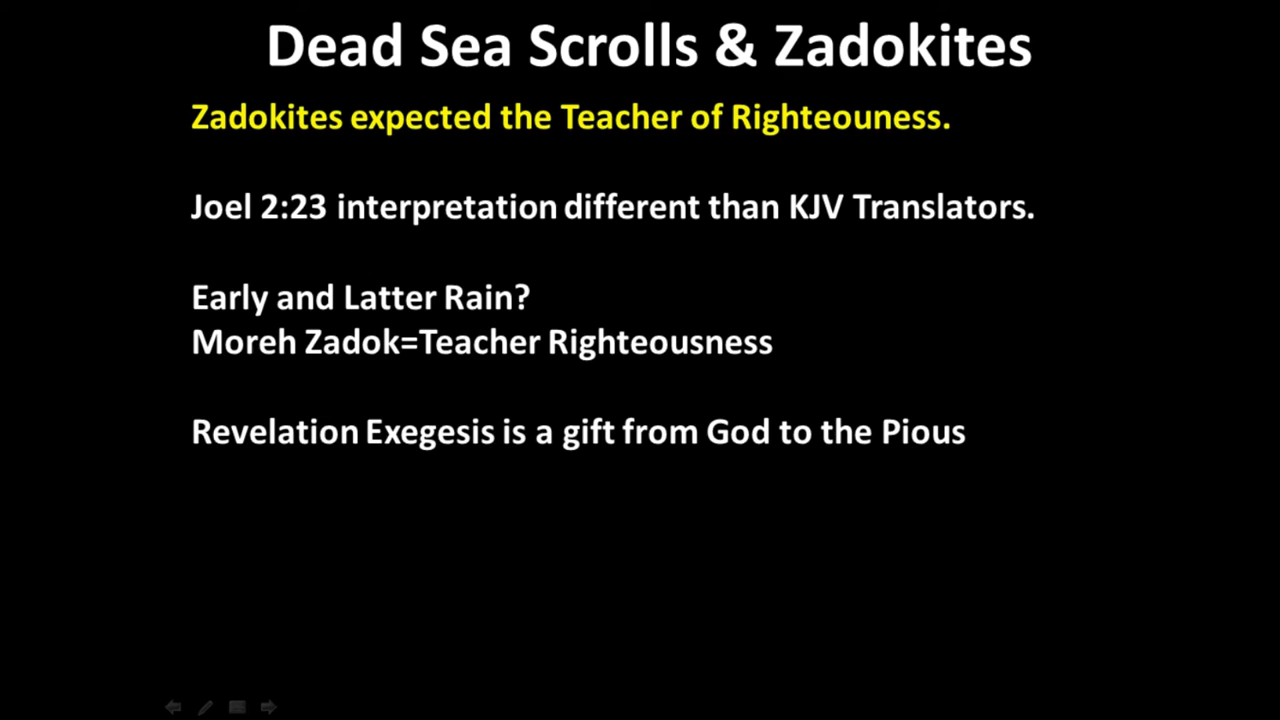 Dead Sea Scrolls & Zadokites
Zadokites expected the Teacher of Righteouness.
Joel 2:23 interpretation different than KJV Translators.
Early and Latter Rain?
Moreh Zadok=Teacher Righteousness
Revelation Exegesis is a gift from God to the Pious